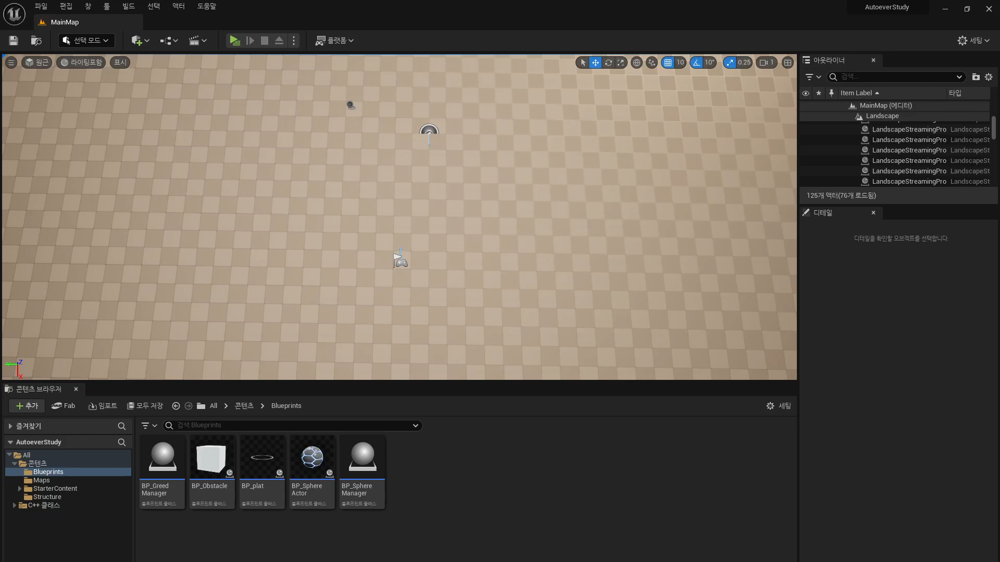 파일 편집 창 툴 빌드 선택 액터 도움말 AutoeverStudy
MainMap
선택 모드 플랫폼 세팅
원근 라이팅포함 표시 10 10° 0.25 1
아웃라이너
검색...
Item Label 타입
MainMap (에디터)
Landscape
LandscapeStreamingPro LandscapeSt
LandscapeStreamingPro LandscapeSt
LandscapeStreamingPro LandscapeSt
LandscapeStreamingPro LandscapeSt
LandscapeStreamingPro LandscapeSt
LandscapeStreamingPro LandscapeSt
125개 액터(76개 로드됨)
디테일
디테일을 확인할 오브젝트를 선택합니다.
Z
X
콘텐츠 브라우저
추가 Fab 임포트 모두 저장 All 콘텐츠 Blueprints 세팅
즐겨찾기
검색 Blueprints
AutoeverStudy
All
콘텐츠
Blueprints
Maps
StarterContent
Structure
C++ 클래스
BP_Greed
Manager
블루프린트 클래스
BP_Obstacle
블루프린트 클래스
BP_plat
블루프린트 클래스
BP_Sphere
Actor
블루프린트 클래스
BP_Sphere
Manager
블루프린트 클래스